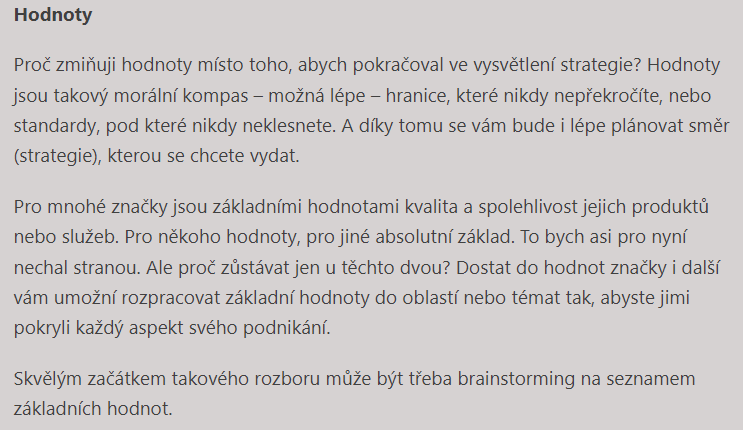 Hodnoty
Proč zmiňuji hodnoty místo toho, abych pokračoval ve vysvětlení strategie? Hodnoty
jsou takový morální kompas – možná lépe – hranice, které nikdy nepřekročíte, nebo
standardy, pod které nikdy neklesnete. A díky tomu se vám bude i lépe plánovat směr
(strategie), kterou se chcete vydat.
Pro mnohé značky jsou základními hodnotami kvalita a spolehlivost jejich produktů
nebo služeb. Pro někoho hodnoty, pro jiné absolutní základ. To bych asi pro nyní
nechal stranou. Ale proč zůstávat jen u těchto dvou? Dostat do hodnot značky i další
vám umožní rozpracovat základní hodnoty do oblastí nebo témat tak, abyste jimi
pokryli každý aspekt svého podnikání.
Skvělým začátkem takového rozboru může být třeba brainstorming na seznamem
základních hodnot.